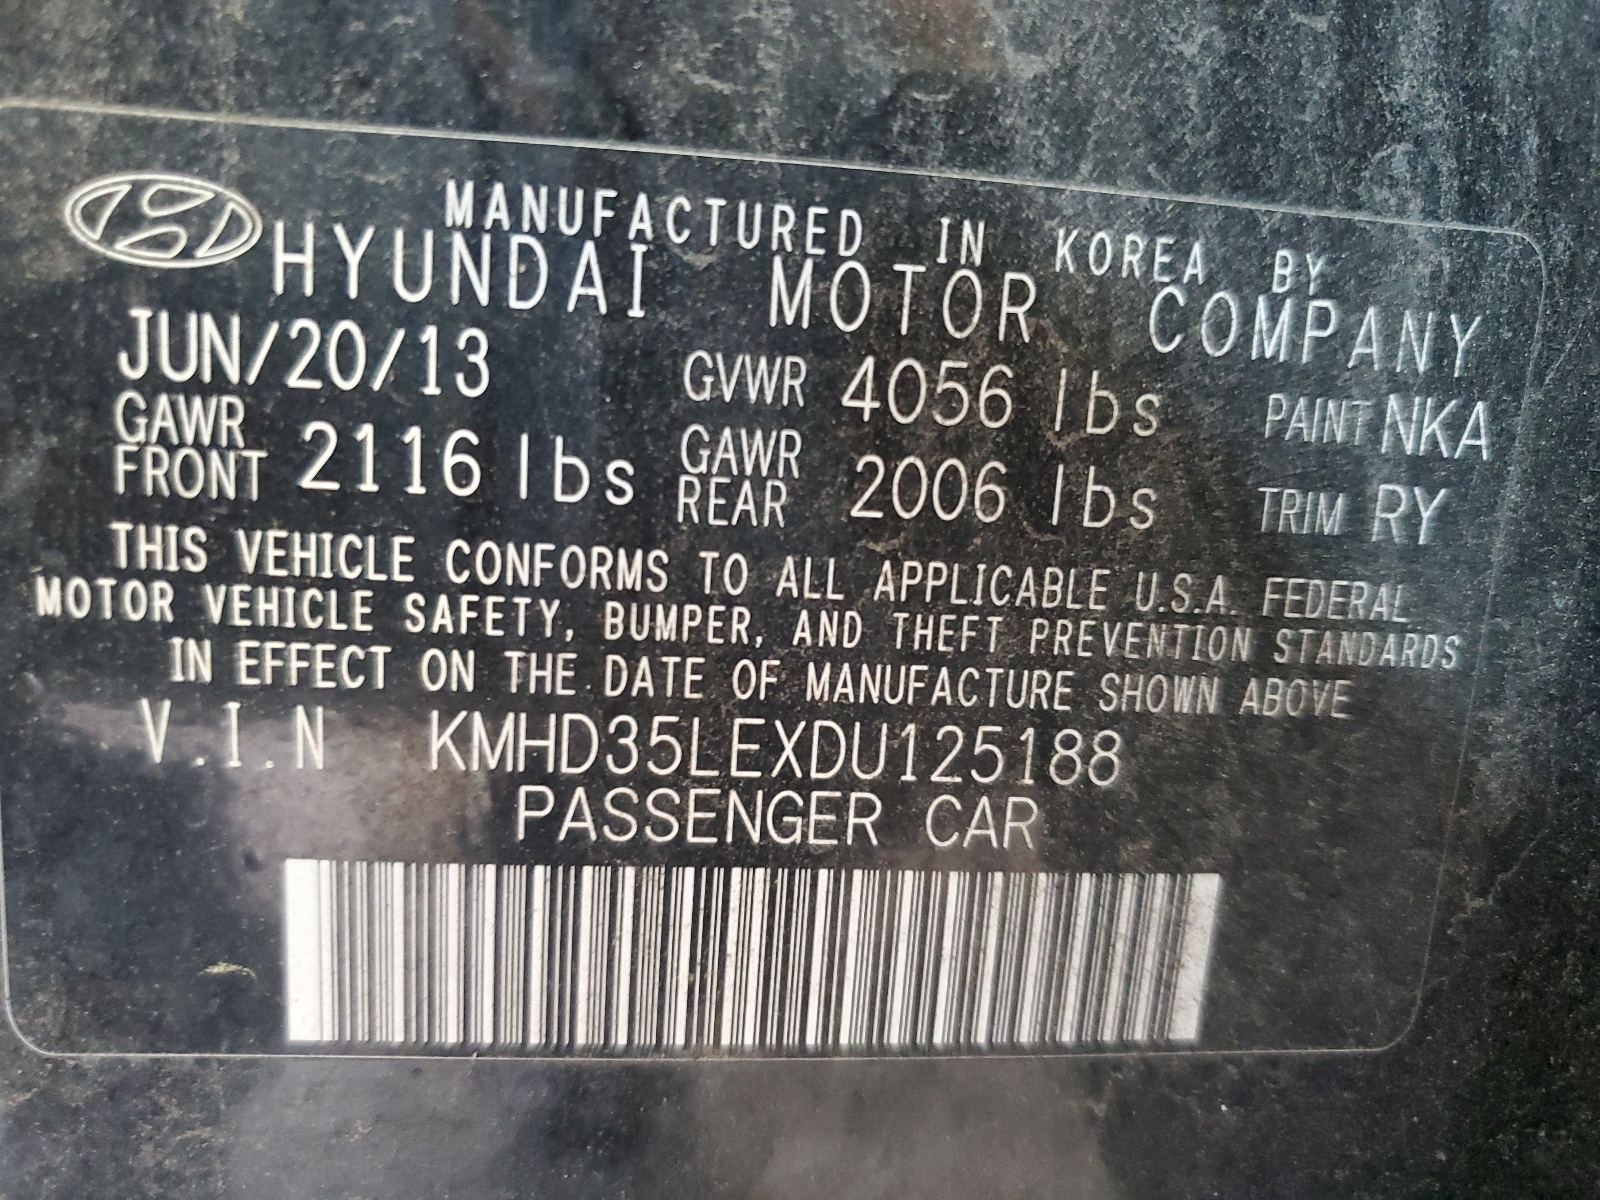 MANUFACTURED IN KOREA BY
HYUNDAI MOTOR COMPANY
JUN/20/13 GVWR 4056 lbs PAINT NKA
GAWR FRONT 2116 lbs GAWR REAR 2006 lbs TRIM RY
THIS VEHICLE CONFORMS TO ALL APPLICABLE U.S.A. FEDERAL
MOTOR VEHICLE SAFETY, BUMPER, AND THEFT PREVENTION STANDARDS
IN EFFECT ON THE DATE OF MANUFACTURE SHOWN ABOVE
V.I.N KMHD35LEXDU125188
PASSENGER CAR